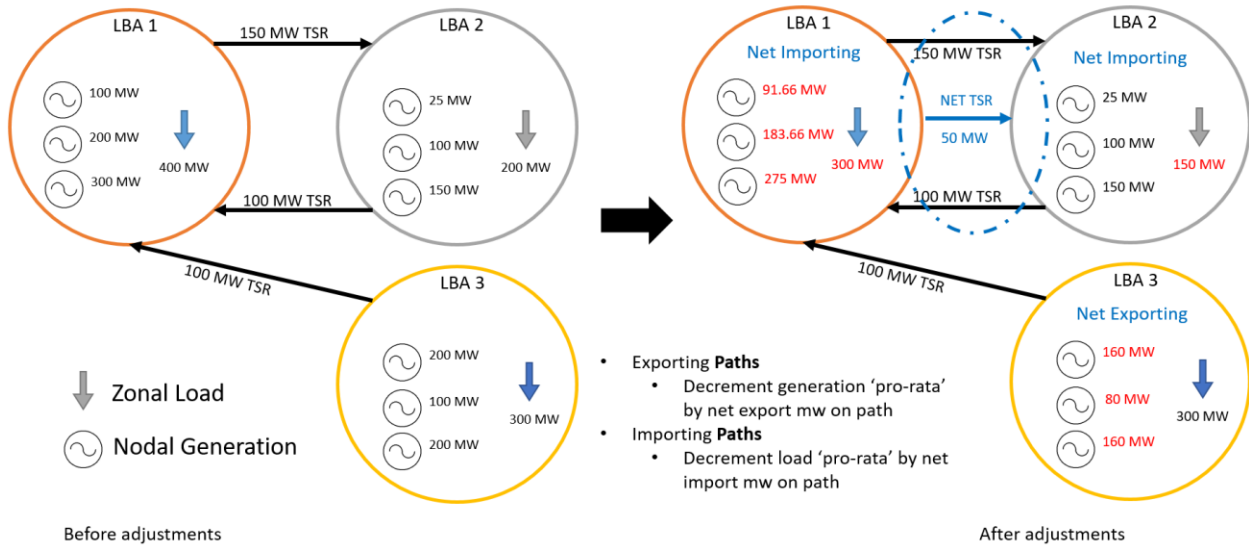 LBA 1
150 MW TSR
LBA 2
100 MW
200 MW
300 MW
400 MW
25 MW
100 MW
150 MW
200 MW
100 MW TSR
100 MW TSR
LBA 3
200 MW
100 MW
200 MW
300 MW
Zonal Load
Nodal Generation
Before adjustments
LBA 1
Net Importing
150 MW TSR
LBA 2
Net Importing
91.66 MW
183.66 MW
275 MW
300 MW
NET TSR
50 MW
25 MW
100 MW
150 MW
150 MW
100 MW TSR
100 MW TSR
LBA 3
Net Exporting
160 MW
80 MW
160 MW
300 MW
• Exporting Paths
• Decrement generation ‘pro-rata’
by net export mw on path
• Importing Paths
• Decrement load ‘pro-rata’ by net
import mw on path
After adjustments